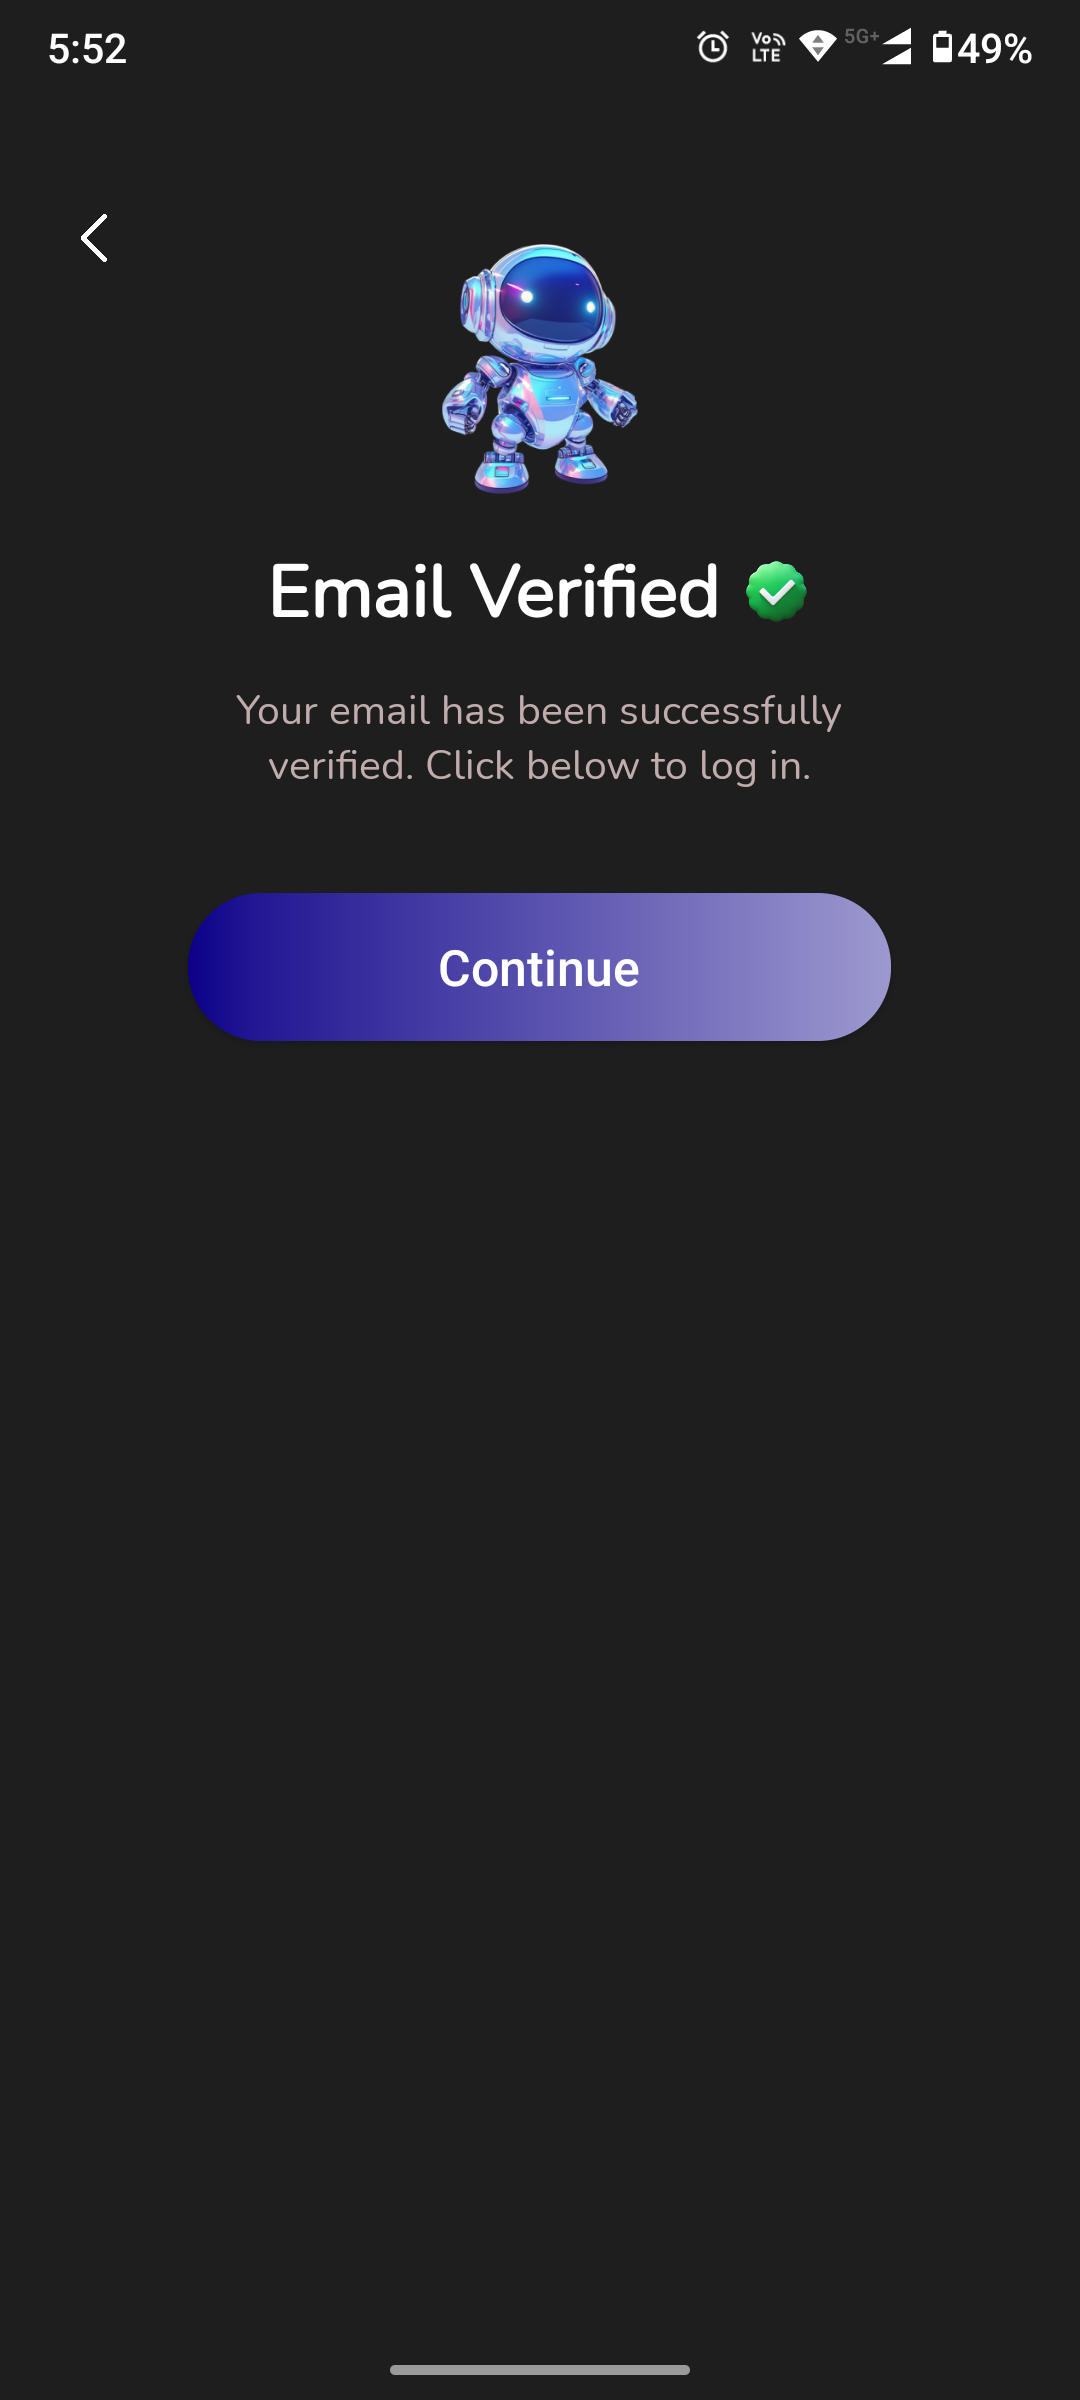 5:52
Vo LTE 5G+ 49%
Email Verified
Your email has been successfully
verified. Click below to log in.
Continue